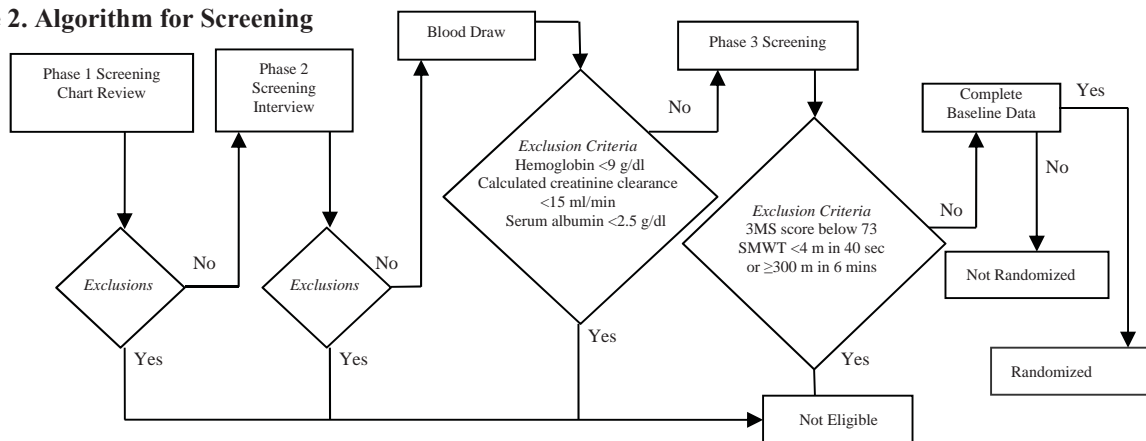 2. Algorithm for Screening
Blood Draw
Phase 3 Screening
Phase 1 Screening
Chart Review
Phase 2
Screening
Interview
Complete
Baseline Data
Yes
No
Exclusion Criteria
Hemoglobin <9 g/dl
Calculated creatinine clearance
<15 ml/min
Serum albumin <2.5 g/dl
No
Exclusion Criteria
3MS score below 73
SMWT <4 m in 40 sec
or ≥300 m in 6 mins
No
Not Randomized
Exclusions
No
Exclusions
No
Yes
Yes
Yes
Yes
Randomized
Not Eligible